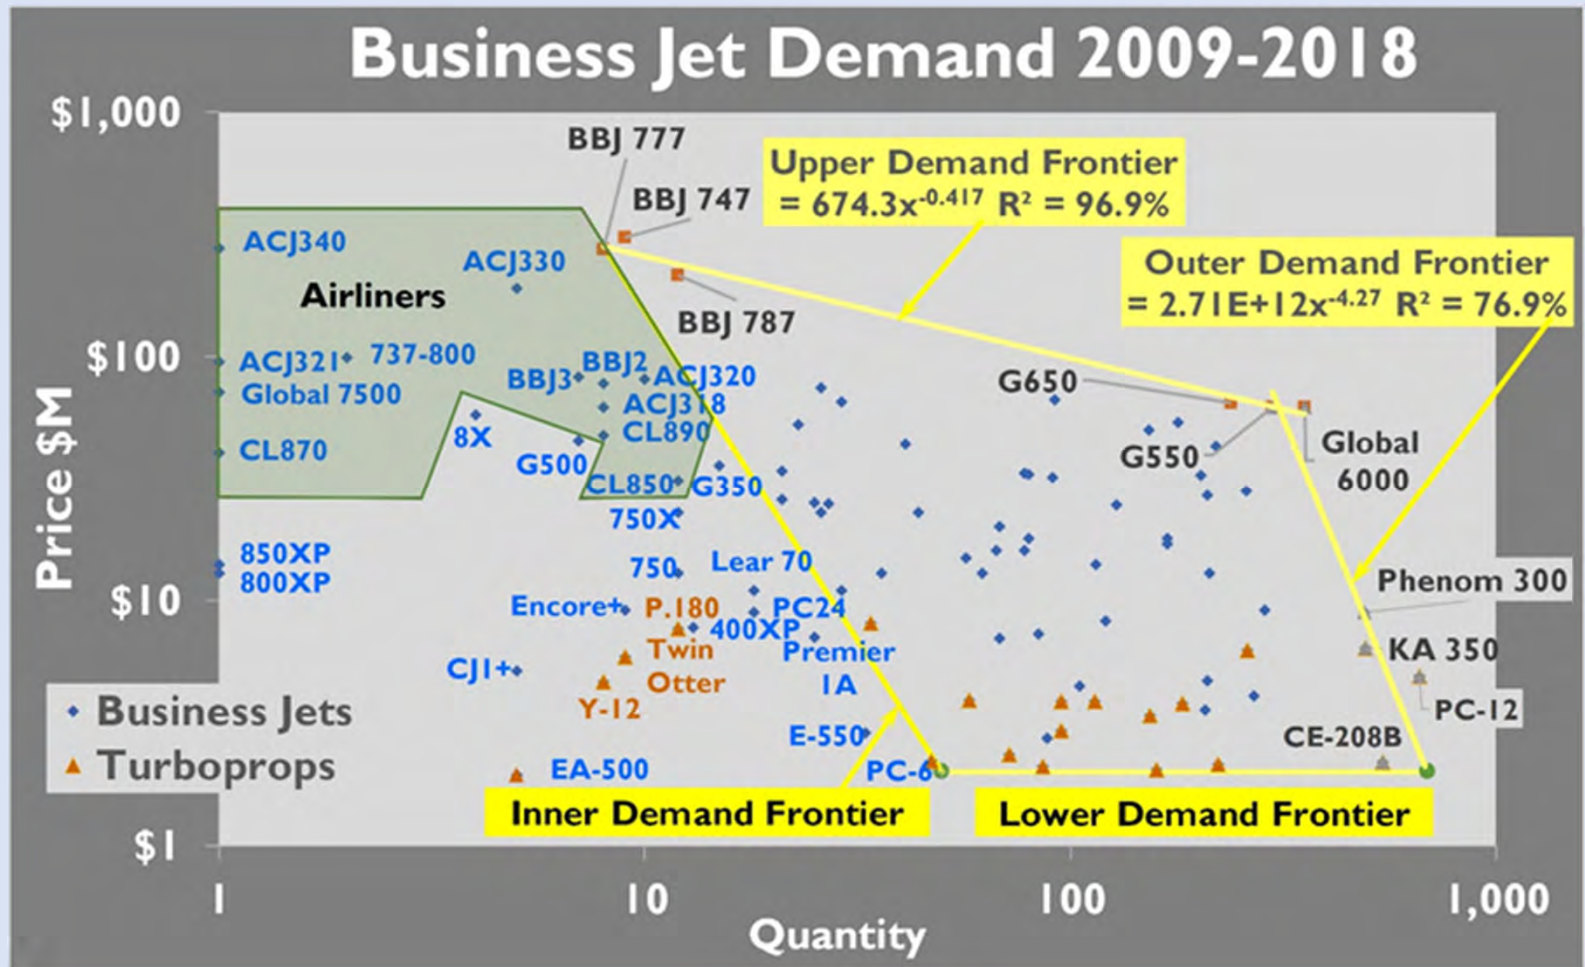 Business Jet Demand 2009-2018
$1,000
$100
$10
$1
Price $M
1
10
100
1,000
Quantity
BBJ 777
BBJ 747
BBJ 787
Upper Demand Frontier
= 674.3x^-0.417 R² = 96.9%
Outer Demand Frontier
= 2.71E+12x^-4.27 R² = 76.9%
ACJ340
ACJ330
Airliners
ACJ321
737-800
Global 7500
BBJ3
BBJ2
ACJ320
ACJ318
CL890
8X
CL870
G500
CL850
G350
750X
G650
G550
Global
6000
850XP
800XP
750
Lear 70
Encore+
P.180
PC24
400XP
Twin
Otter
Premier
1A
CJ1+
Y-12
E-550
EA-500
PC-6
Phenom 300
KA 350
PC-12
CE-208B
Business Jets
Turboprops
Inner Demand Frontier
Lower Demand Frontier